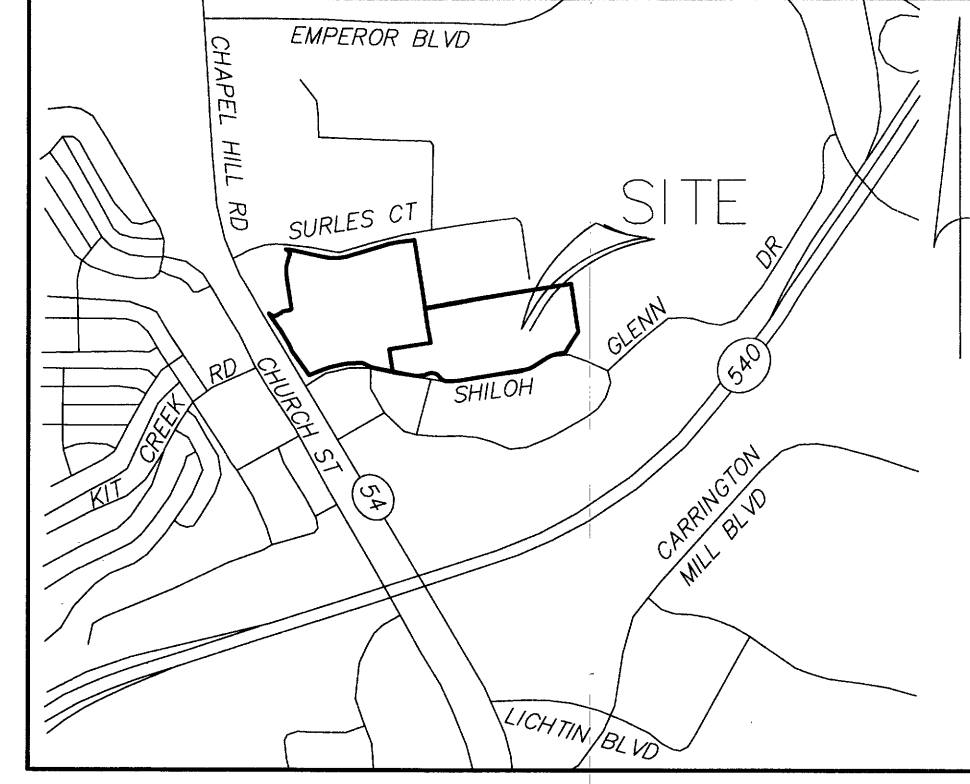 EMPEROR BLVD
CHAPEL HILL RD
SURLES CT
SITE
DR
GLENN
540
RD
CHURCH ST
SHILOH
CREEK
KIT
54
CARRINGTON
MILL BLVD
LICHTIN BLVD